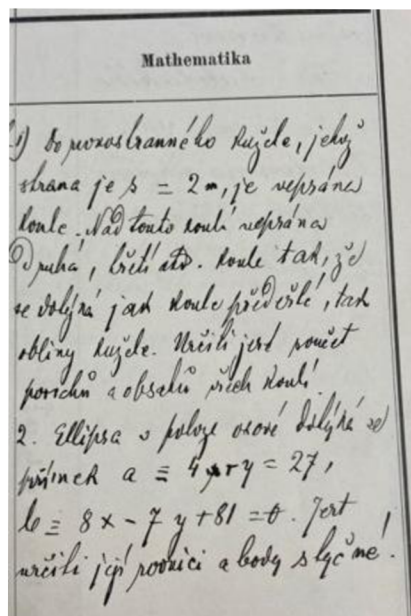 Mathematika
1) Do rovnostranného kužele, jehož
strana je s = 2 m, je vepsána
koule. Nad touto koulí vepsána
druhá, třetí atd. koule tak, že
se dotýká jak koule předešlé, tak
obliny kužele. Určiti jest součet
povrchů a obsahů všech koulí
2. Ellipsa v poloze osové dotýká se
přímek a ≡ 4x + y = 27,
b ≡ 8x - 7y + 81 = 0. Jest
určiti její rovnici a body styčné.